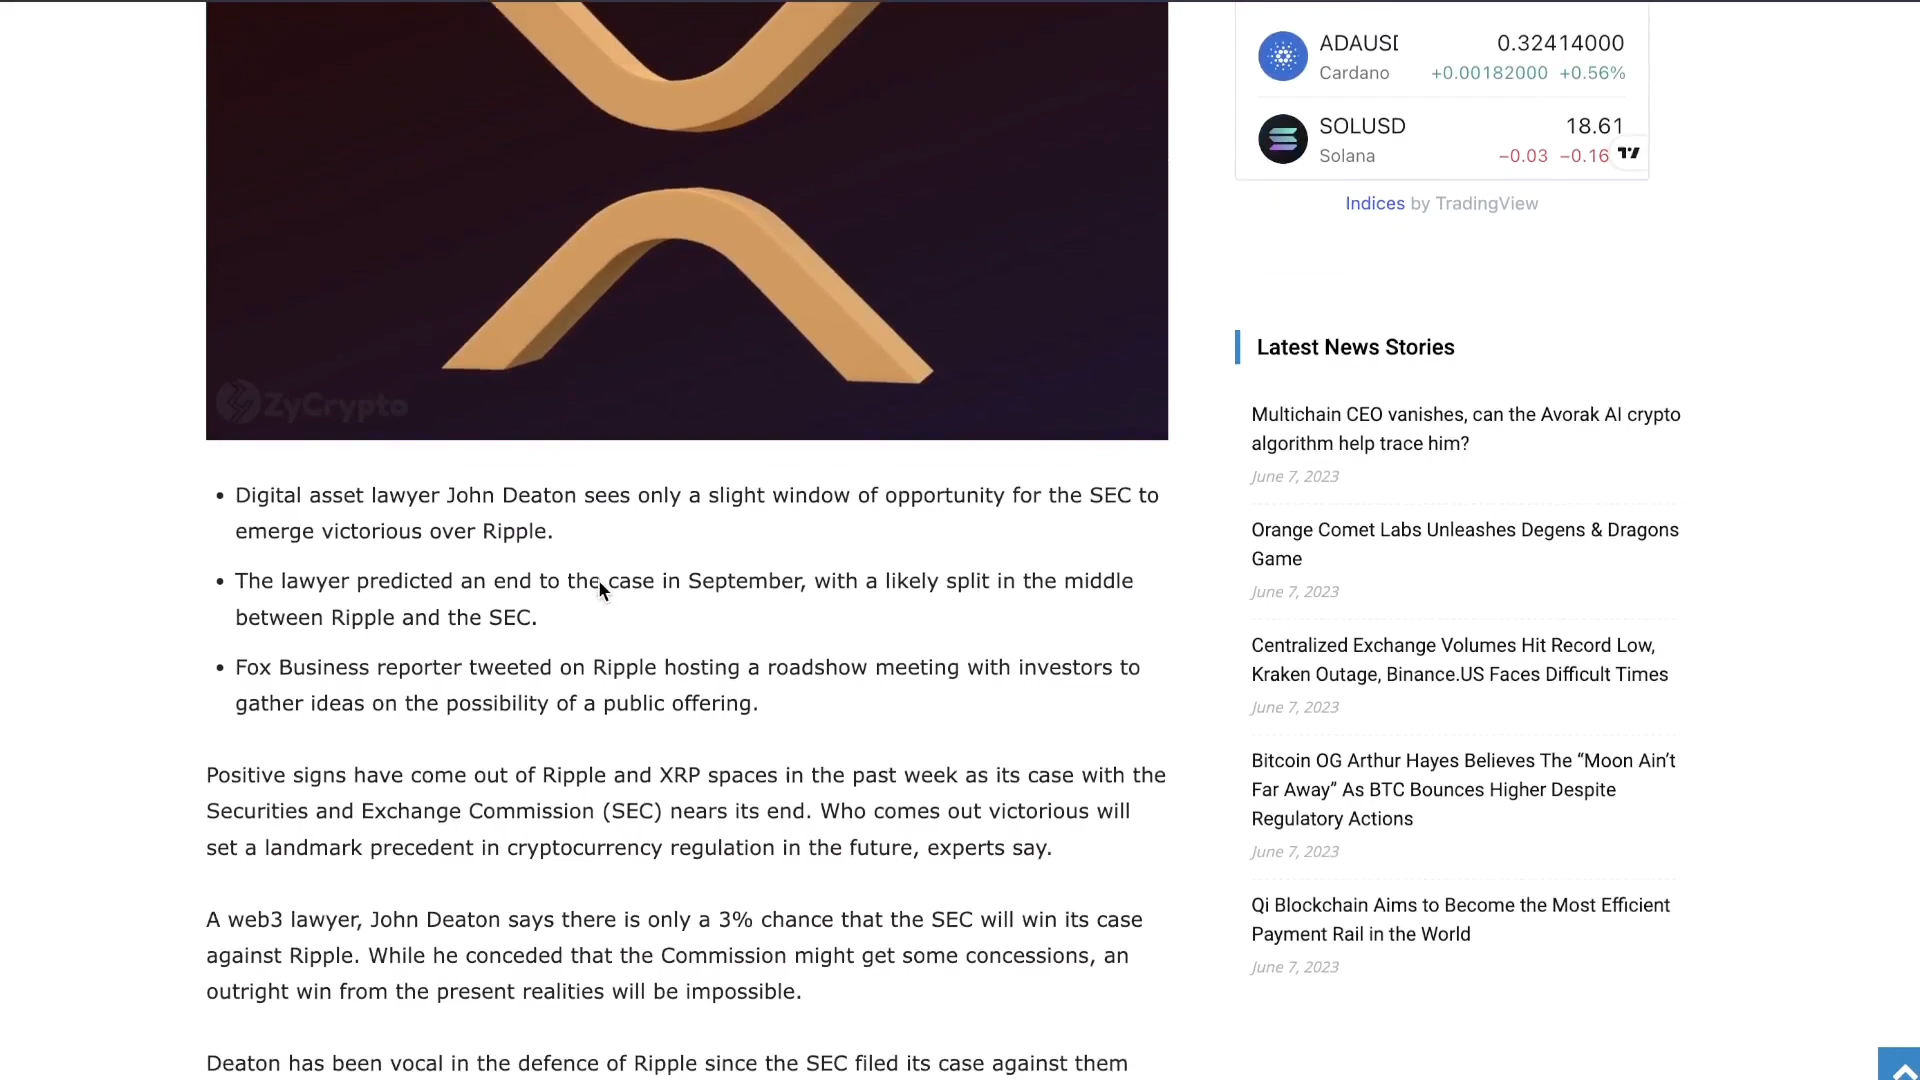 ZyCrypto
• Digital asset lawyer John Deaton sees only a slight window of opportunity for the SEC to
emerge victorious over Ripple.
• The lawyer predicted an end to the case in September, with a likely split in the middle
between Ripple and the SEC.
• Fox Business reporter tweeted on Ripple hosting a roadshow meeting with investors to
gather ideas on the possibility of a public offering.
Positive signs have come out of Ripple and XRP spaces in the past week as its case with the
Securities and Exchange Commission (SEC) nears its end. Who comes out victorious will
set a landmark precedent in cryptocurrency regulation in the future, experts say.
A web3 lawyer, John Deaton says there is only a 3% chance that the SEC will win its case
against Ripple. While he conceded that the Commission might get some concessions, an
outright win from the present realities will be impossible.
Deaton has been vocal in the defence of Ripple since the SEC filed its case against them
ADAUSD 0.32414000
Cardano +0.00182000 +0.56%
SOLUSD 18.61
Solana −0.03 −0.16
Indices by TradingView
Latest News Stories
Multichain CEO vanishes, can the Avorak AI crypto
algorithm help trace him?
June 7, 2023
Orange Comet Labs Unleashes Degens & Dragons
Game
June 7, 2023
Centralized Exchange Volumes Hit Record Low,
Kraken Outage, Binance.US Faces Difficult Times
June 7, 2023
Bitcoin OG Arthur Hayes Believes The “Moon Ain’t
Far Away” As BTC Bounces Higher Despite
Regulatory Actions
June 7, 2023
Qi Blockchain Aims to Become the Most Efficient
Payment Rail in the World
June 7, 2023